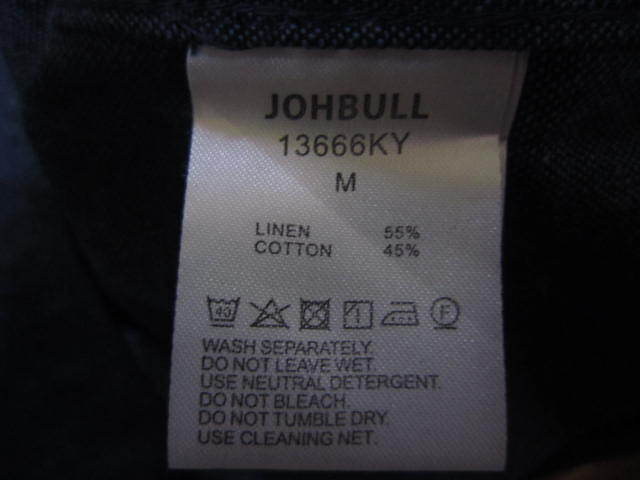 JOHBULL
13666KY
M
LINEN 55%
COTTON 45%
40 F
WASH SEPARATELY.
DO NOT LEAVE WET.
USE NEUTRAL DETERGENT.
DO NOT BLEACH.
DO NOT TUMBLE DRY.
USE CLEANING NET.